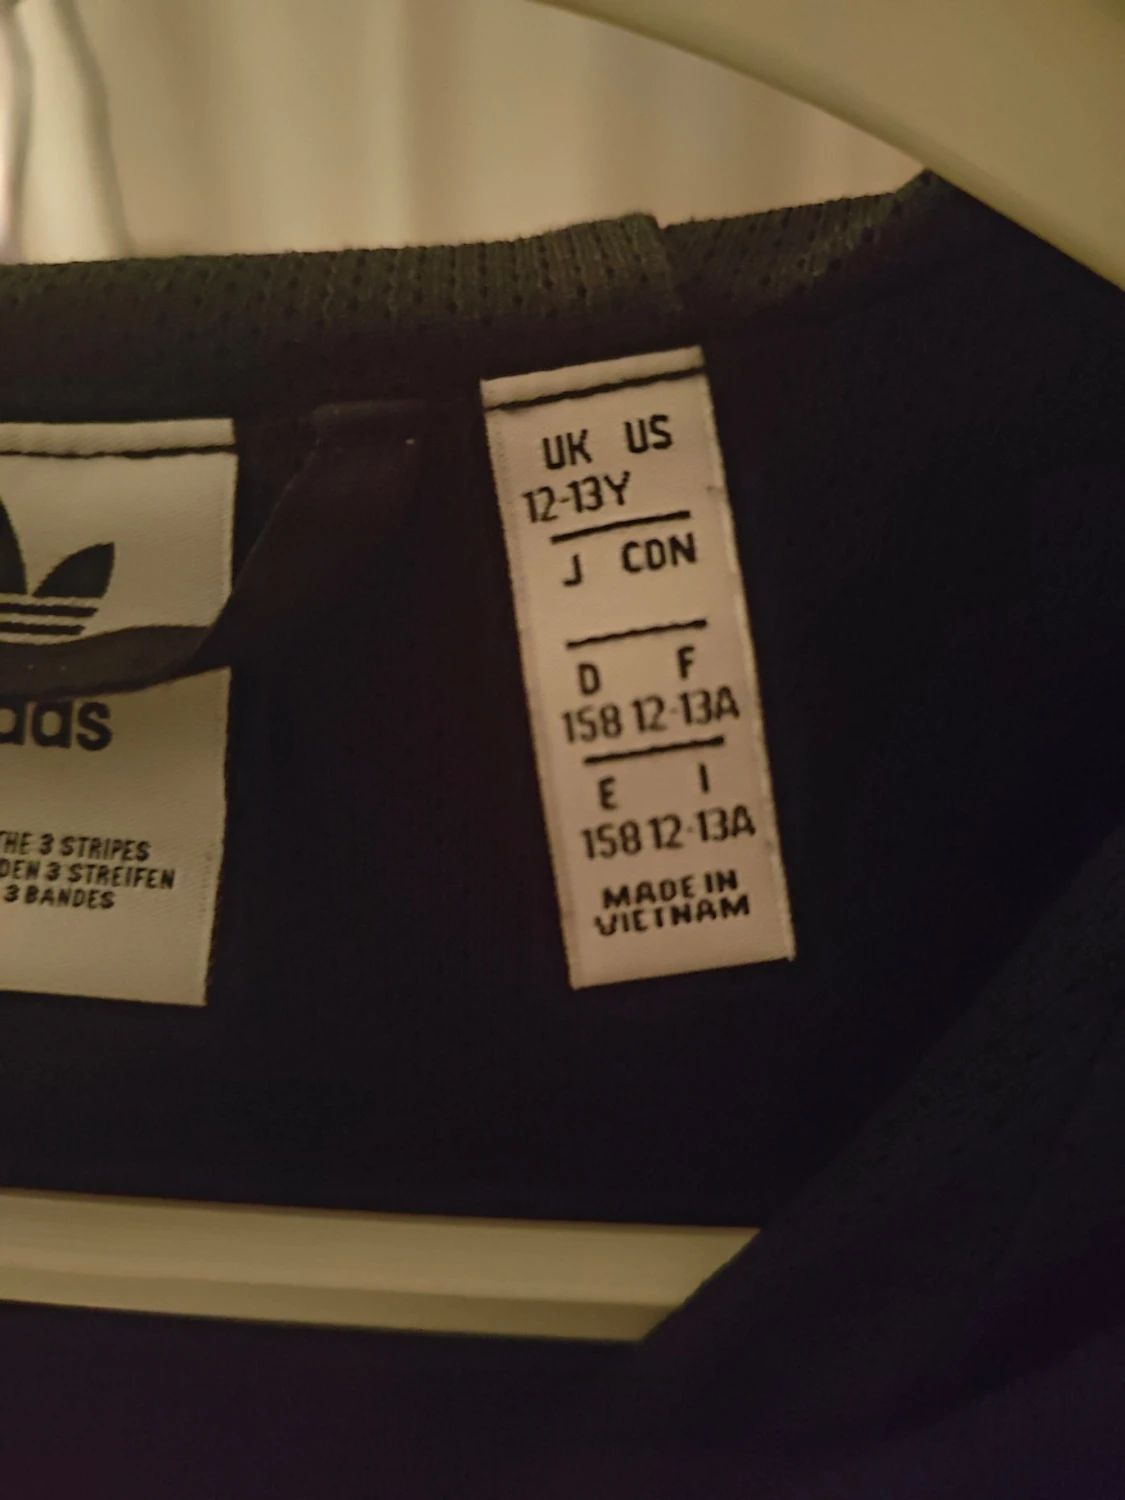 aas
THE 3 STRIPES
DEN 3 STREIFEN
3 BANDES
UK US
12-13Y
J CDN
D F
158 12-13A
E I
158 12-13A
MADE IN
VIETNAM